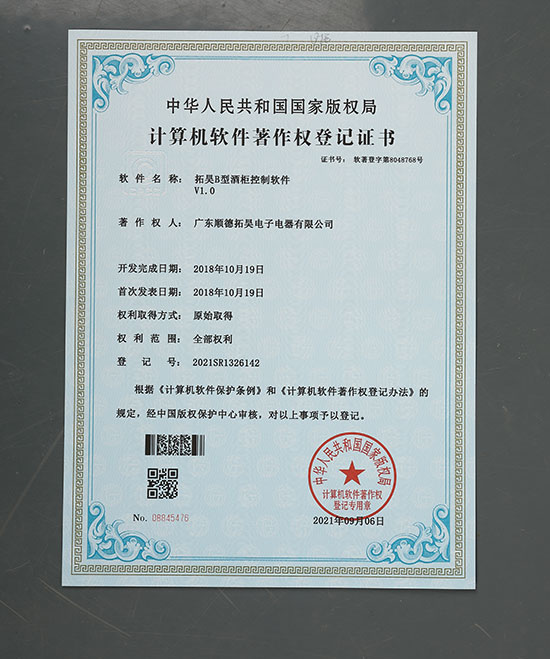 中华人民共和国国家版权局
计算机软件著作权登记证书
证书号： 软著登字第8048768号
软件名称： 拓昊B型酒柜控制软件
V1.0
著作权人： 广东顺德拓昊电子电器有限公司
开发完成日期： 2018年10月19日
首次发表日期： 2018年10月19日
权利取得方式： 原始取得
权利范围： 全部权利
登记号： 2021SR1326142
根据《计算机软件保护条例》和《计算机软件著作权登记办法》的
规定，经中国版权保护中心审核，对以上事项予以登记。
中华人民共和国国家版权局
计算机软件著作权
登记专用章
No. 08845476
2021年09月06日